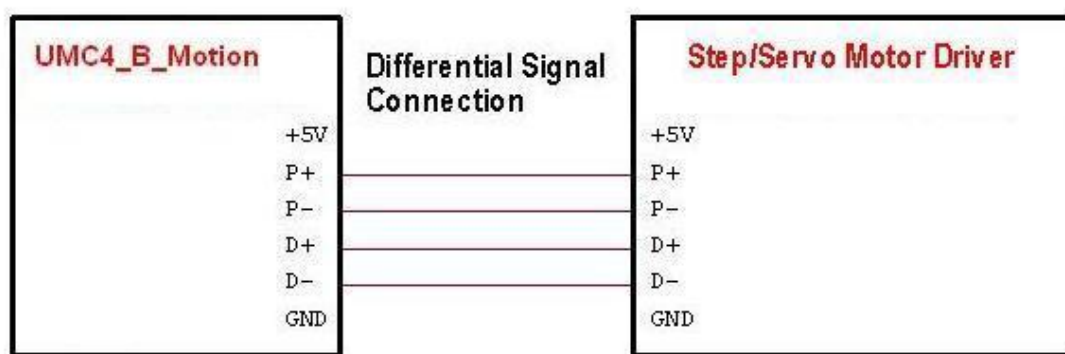 UMC4_B_Motion
Differential Signal
Connection
Step/Servo Motor Driver
+5V
P+
P-
D+
D-
GND
+5V
P+
P-
D+
D-
GND